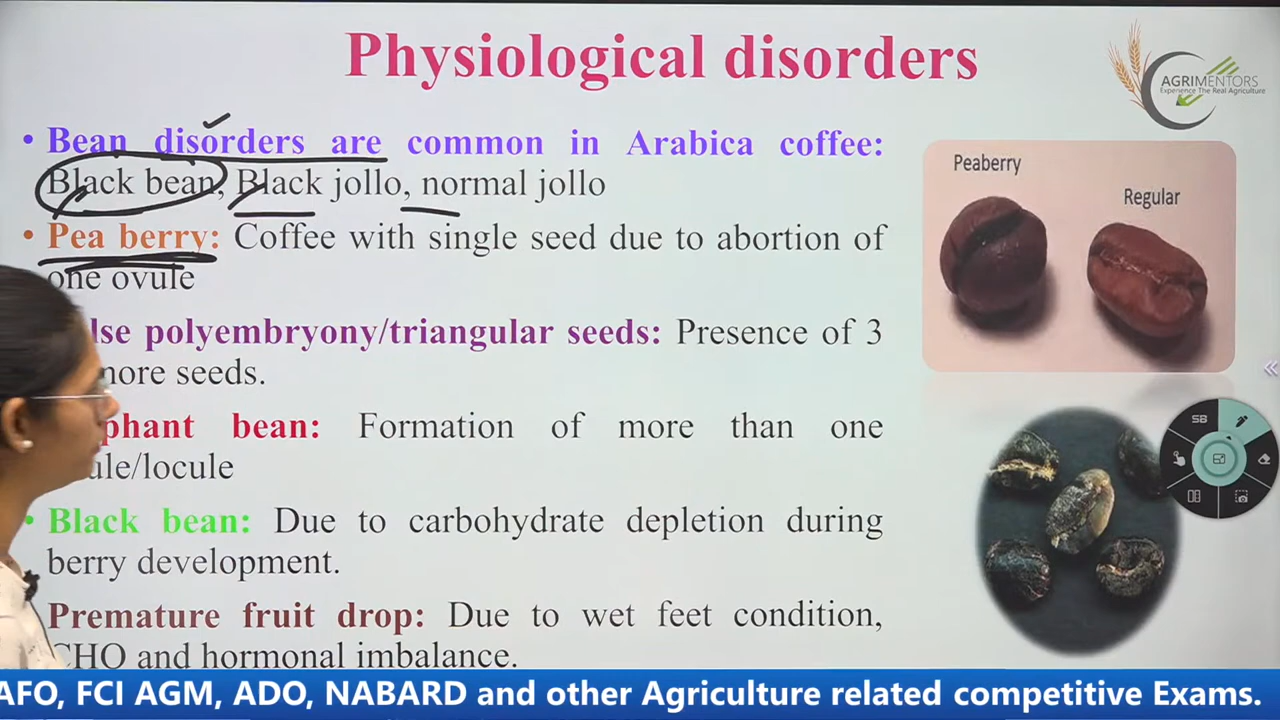 Physiological disorders
AGRIMENTORS
Experience The Real Agriculture
• Bean disorders are common in Arabica coffee:
Black bean, Black jollo, normal jollo
• Pea berry: Coffee with single seed due to abortion of
one ovule
lse polyembryony/triangular seeds: Presence of 3
more seeds.
phant bean: Formation of more than one
ule/locule
• Black bean: Due to carbohydrate depletion during
berry development.
Premature fruit drop: Due to wet feet condition,
CHO and hormonal imbalance.
Peaberry
Regular
SB
AFO, FCI AGM, ADO, NABARD and other Agriculture related competitive Exams.